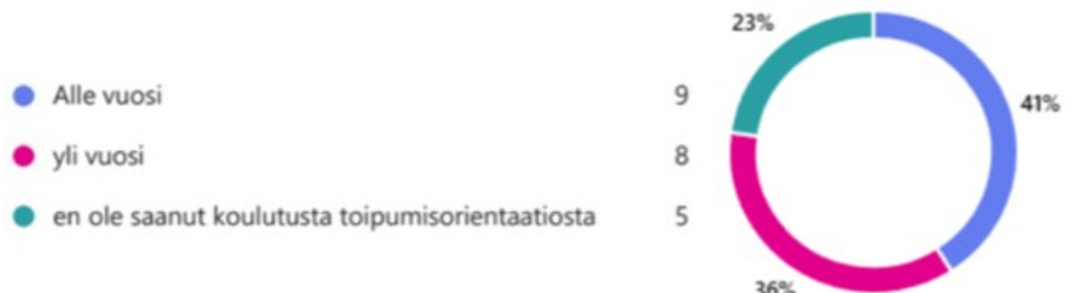 23%
Alle vuosi 9
41%
yli vuosi 8
en ole saanut koulutusta toipumisorientaatiosta 5
36%